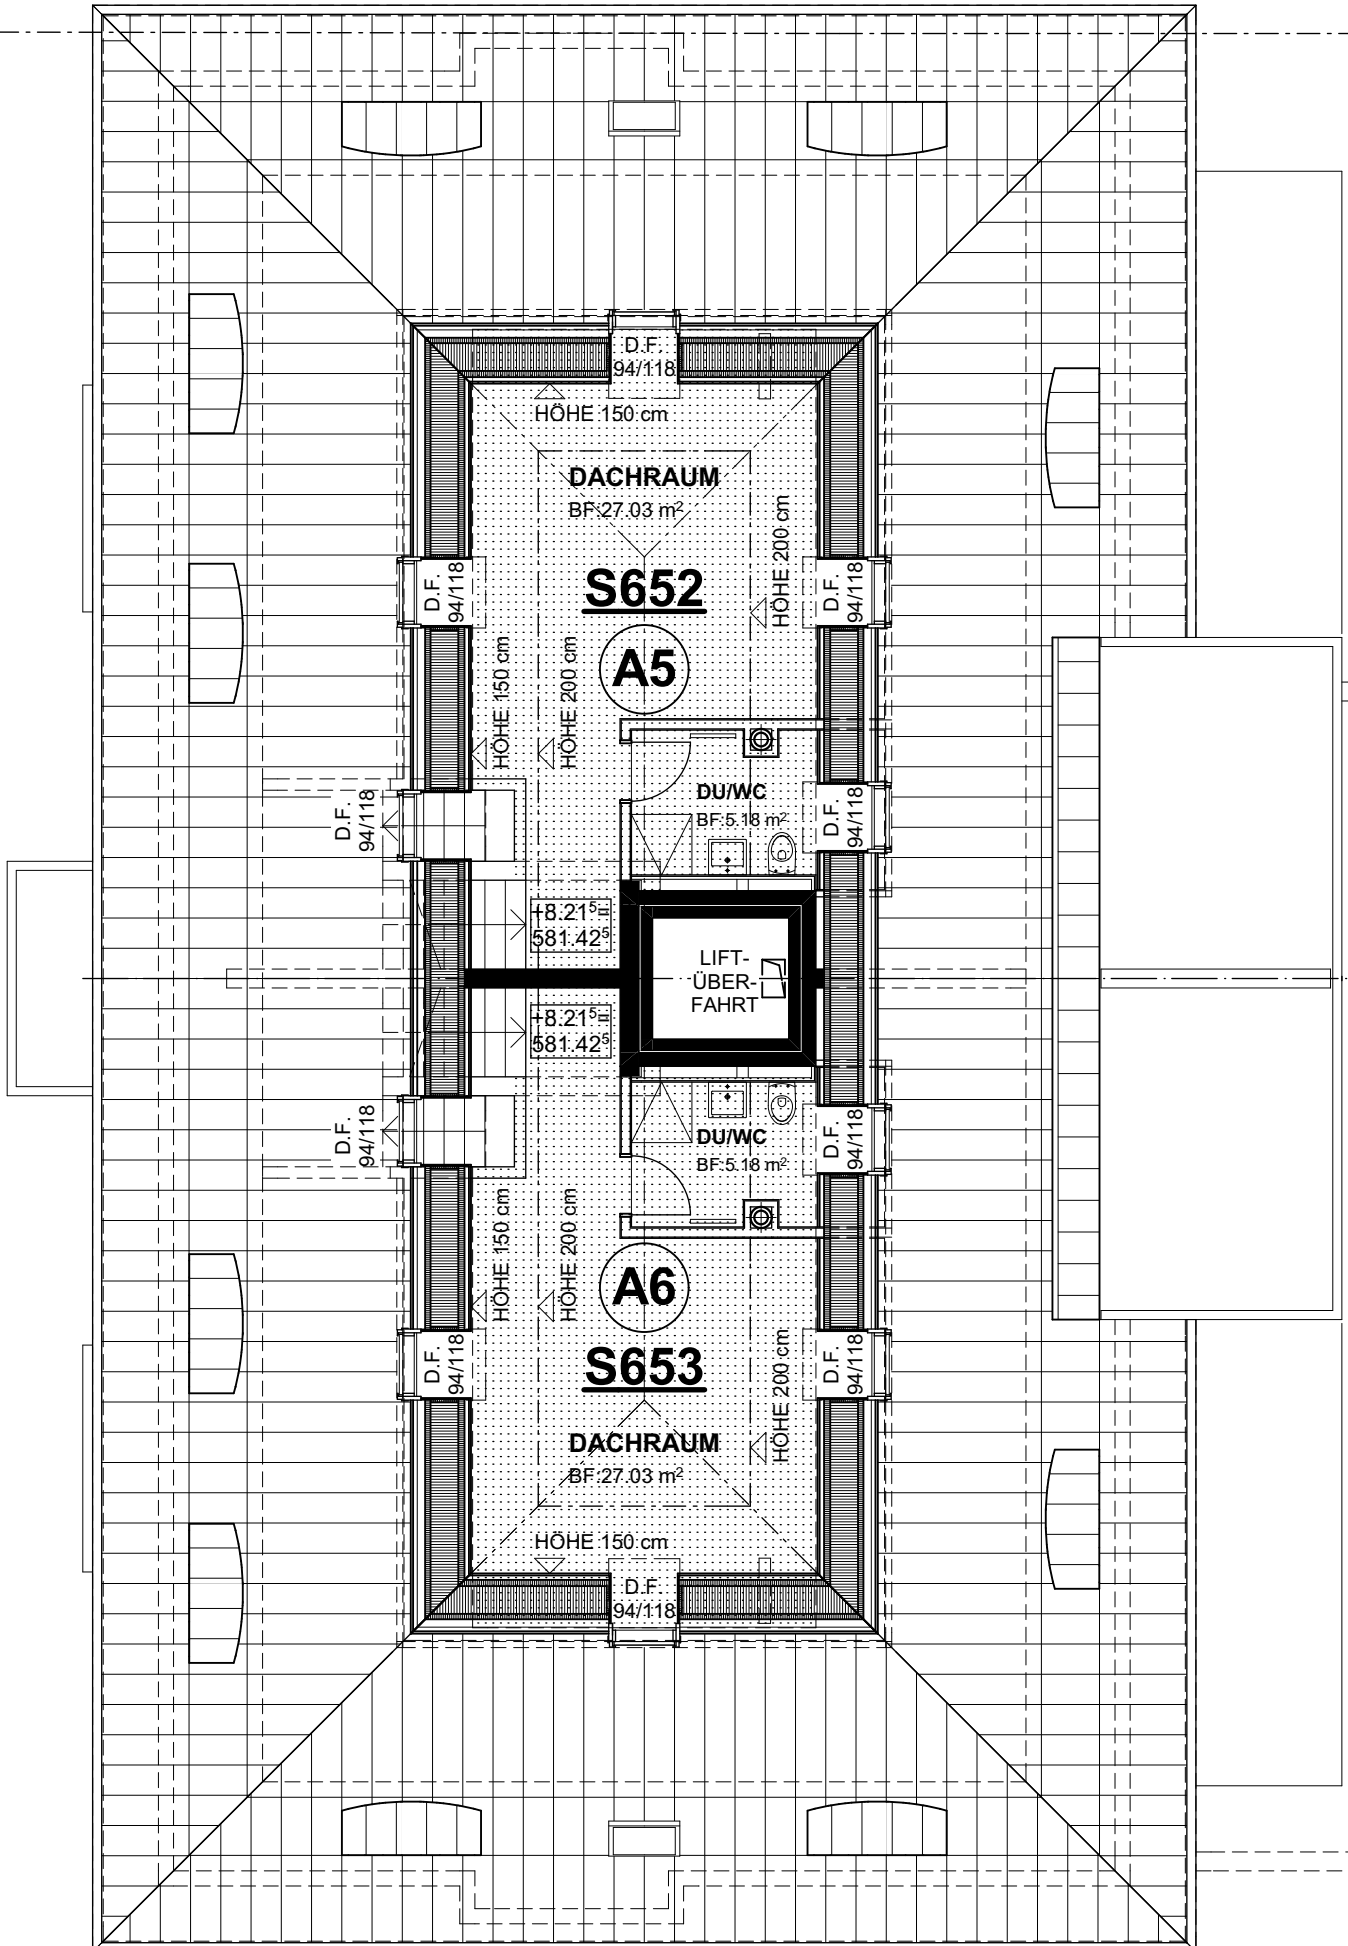 D.F.
94/118
HÖHE 150 cm
DACHRAUM
BF:27.03 m²
HÖHE 200 cm
D.F.
94/118
S652
D.F.
94/118
A5
HÖHE 150 cm
HÖHE 200 cm
D.F.
94/118
DU/WC
BF:5.18 m²
D.F.
94/118
+8.21⁵=
581.42⁵
LIFT-
ÜBER-
FAHRT
+8.21⁵=
581.42⁵
D.F.
94/118
DU/WC
BF:5.18 m²
D.F.
94/118
HÖHE 150 cm
HÖHE 200 cm
A6
D.F.
94/118
S653
D.F.
94/118
HÖHE 200 cm
DACHRAUM
BF:27.03 m²
HÖHE 150 cm
D.F.
94/118